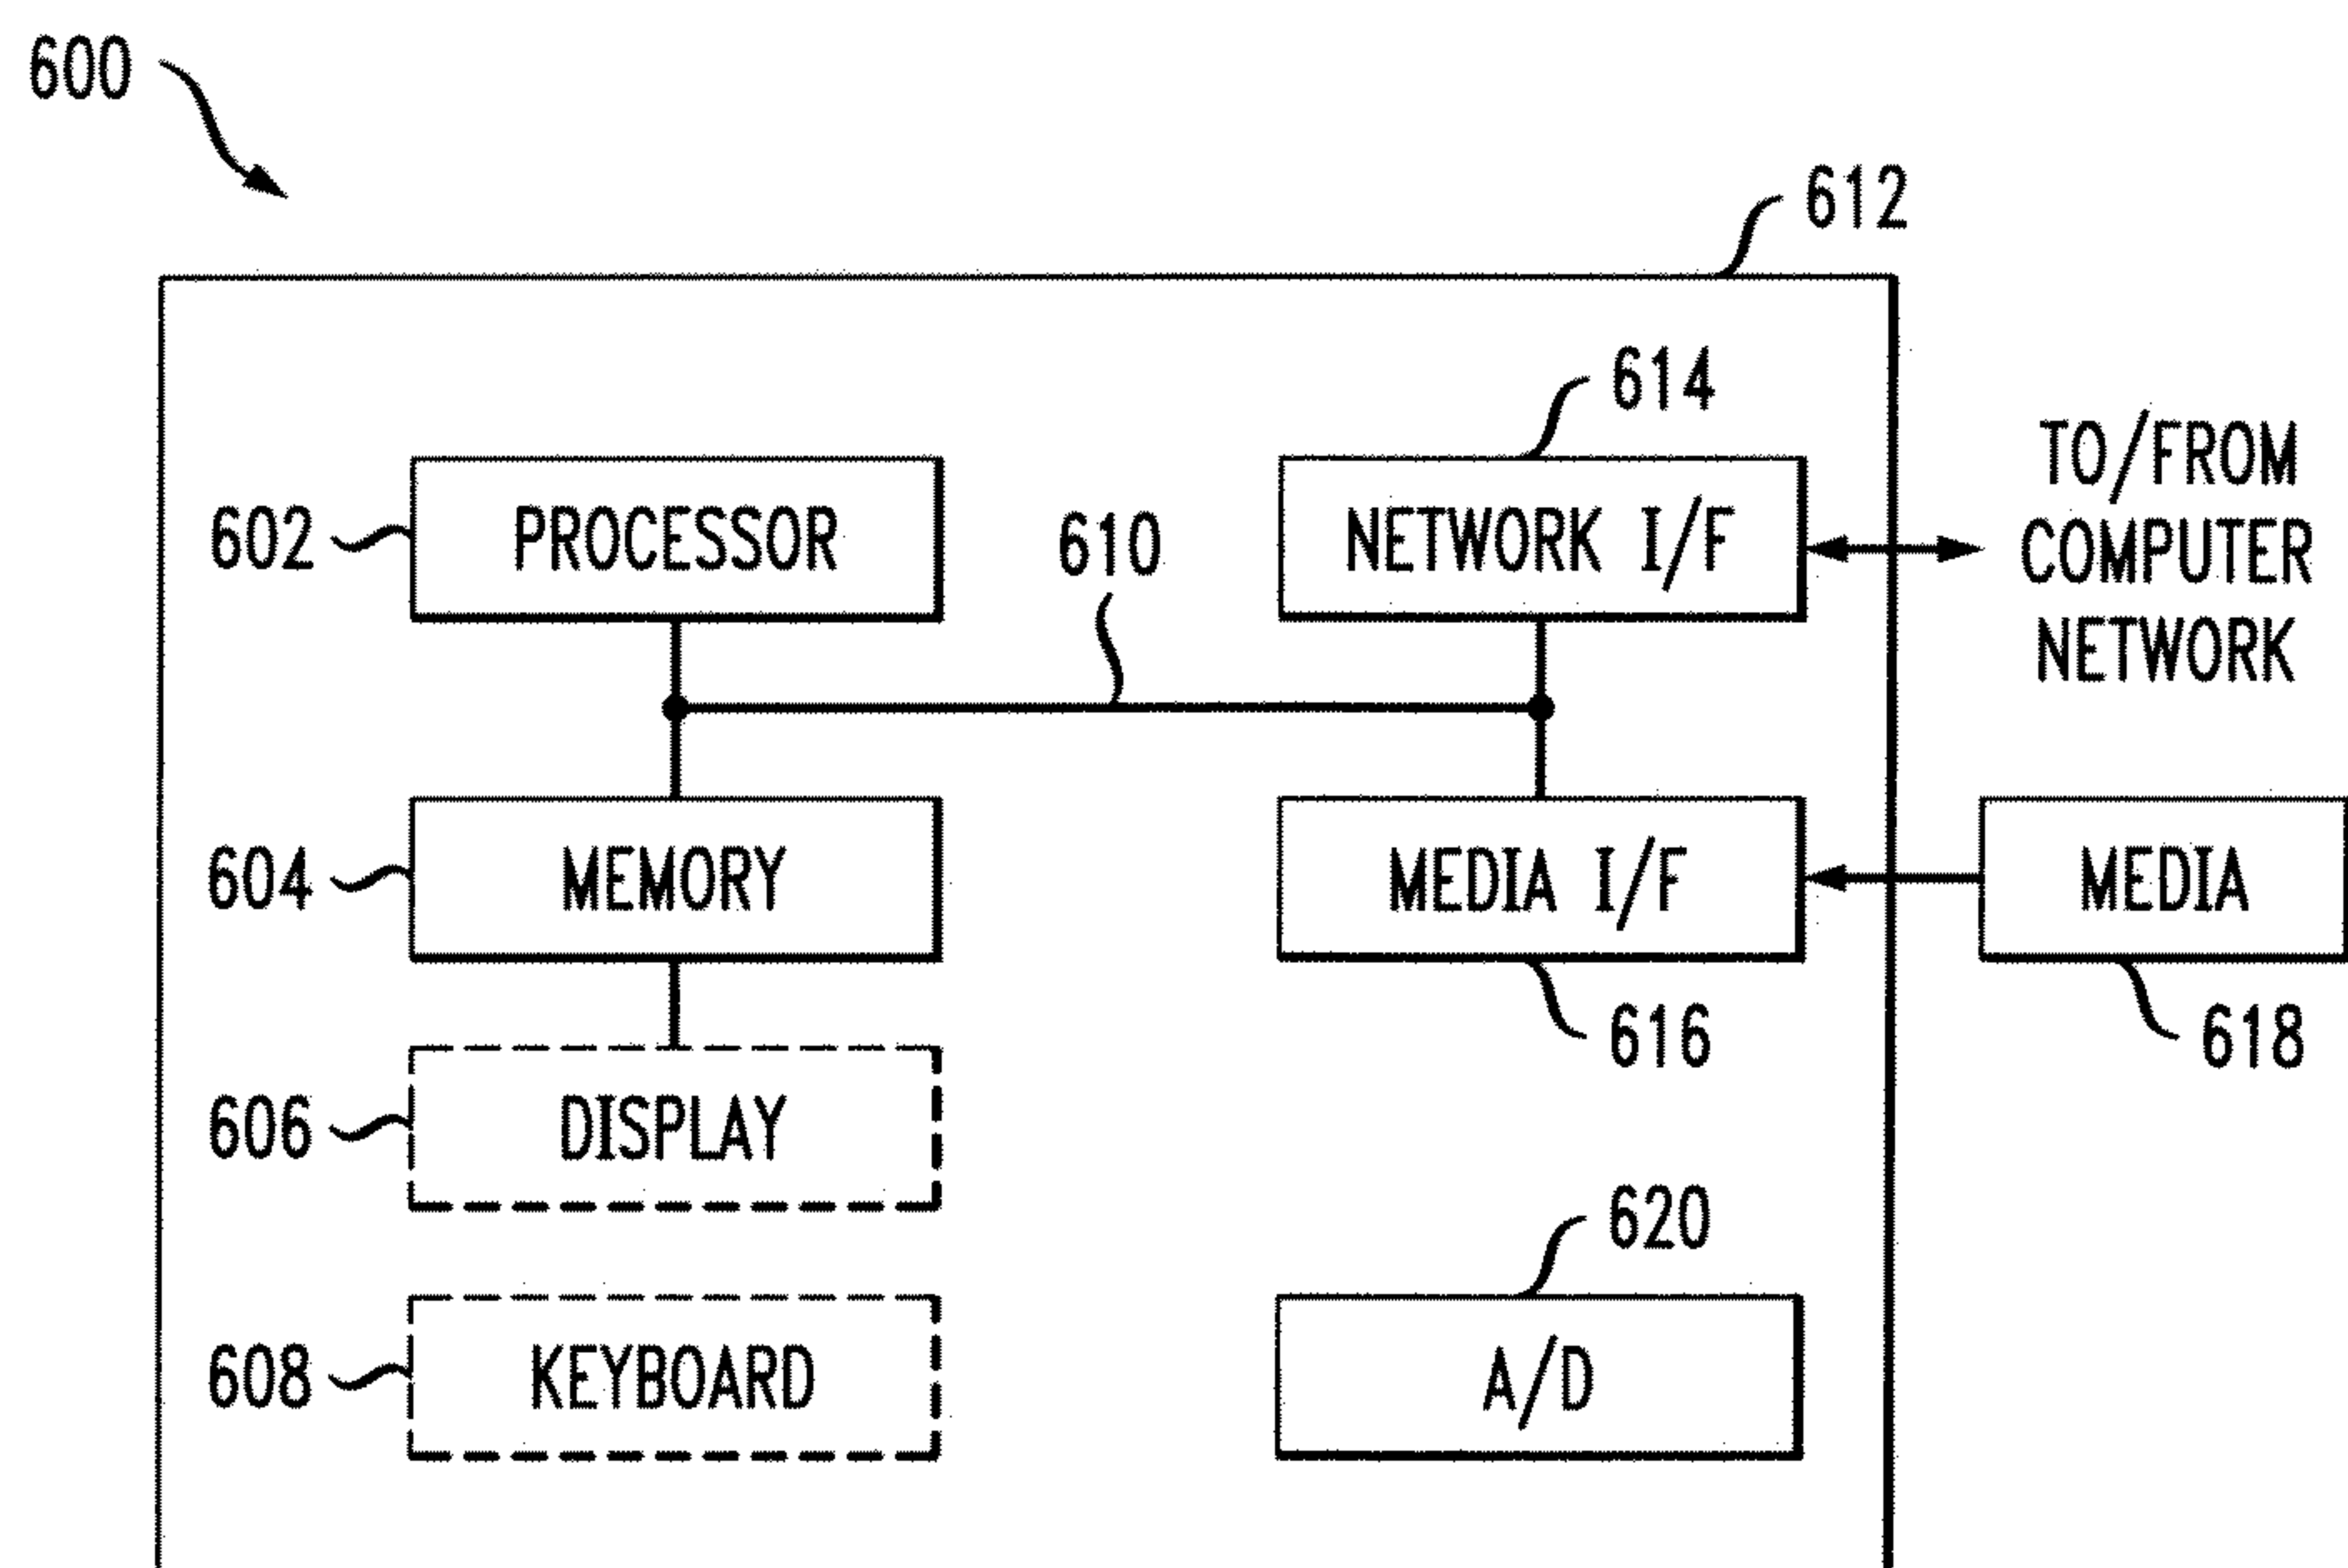 600
612
614
602
PROCESSOR
610
NETWORK I/F
TO/FROM
COMPUTER
NETWORK
604
MEMORY
MEDIA I/F
MEDIA
616
618
606
DISPLAY
620
608
KEYBOARD
A/D